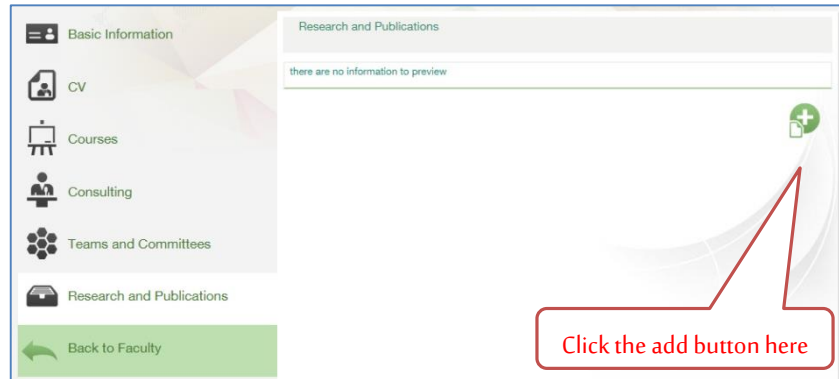 Basic Information
CV
Courses
Consulting
Teams and Committees
Research and Publications
Back to Faculty
Research and Publications
there are no information to preview
Click the add button here